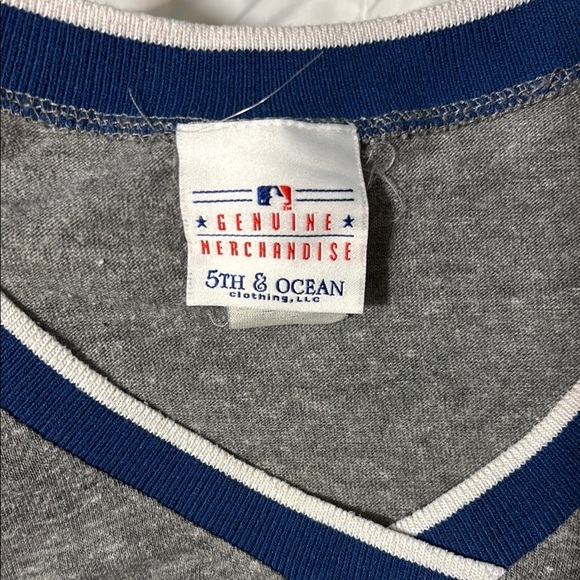 GENUINE
MERCHANDISE
5TH & OCEAN
clothing, LLC